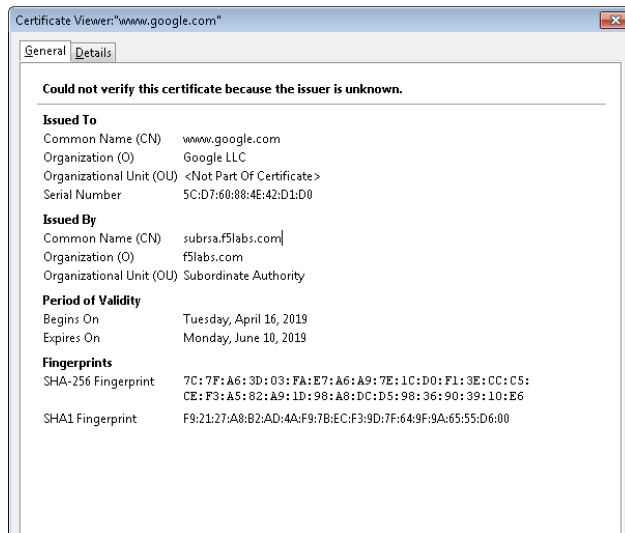 Certificate Viewer:"www.google.com"
General Details
Could not verify this certificate because the issuer is unknown.
Issued To
Common Name (CN) www.google.com
Organization (O) Google LLC
Organizational Unit (OU) <Not Part Of Certificate>
Serial Number 5C:D7:60:88:4E:42:D1:D0
Issued By
Common Name (CN) subrsa.f5labs.com
Organization (O) f5labs.com
Organizational Unit (OU) Subordinate Authority
Period of Validity
Begins On Tuesday, April 16, 2019
Expires On Monday, June 10, 2019
Fingerprints
SHA-256 Fingerprint 7C:7F:A6:3D:03:FA:E7:A6:A9:7E:1C:D0:F1:3E:CC:C5:
CE:F3:A5:82:A9:1D:98:A8:DC:D5:98:36:90:39:10:E6
SHA1 Fingerprint F9:21:27:A8:B2:AD:4A:F9:7B:EC:F3:9D:7F:64:9F:9A:65:55:D6:00